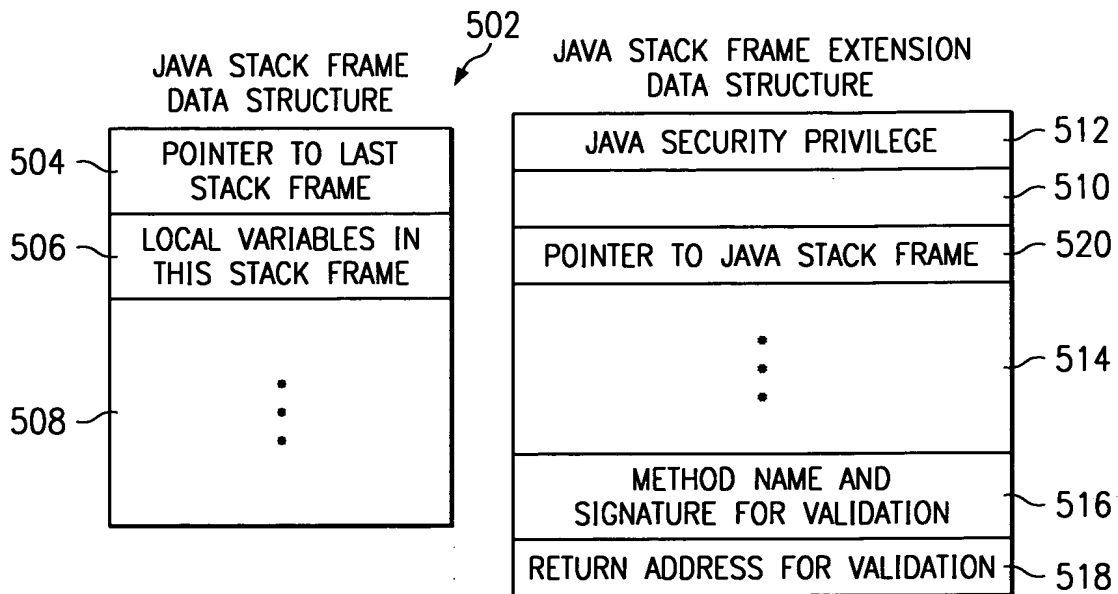 502
JAVA STACK FRAME
DATA STRUCTURE
504
POINTER TO LAST
STACK FRAME
506
LOCAL VARIABLES IN
THIS STACK FRAME
508
JAVA STACK FRAME EXTENSION
DATA STRUCTURE
JAVA SECURITY PRIVILEGE
512
510
POINTER TO JAVA STACK FRAME
520
514
METHOD NAME AND
SIGNATURE FOR VALIDATION
516
RETURN ADDRESS FOR VALIDATION
518